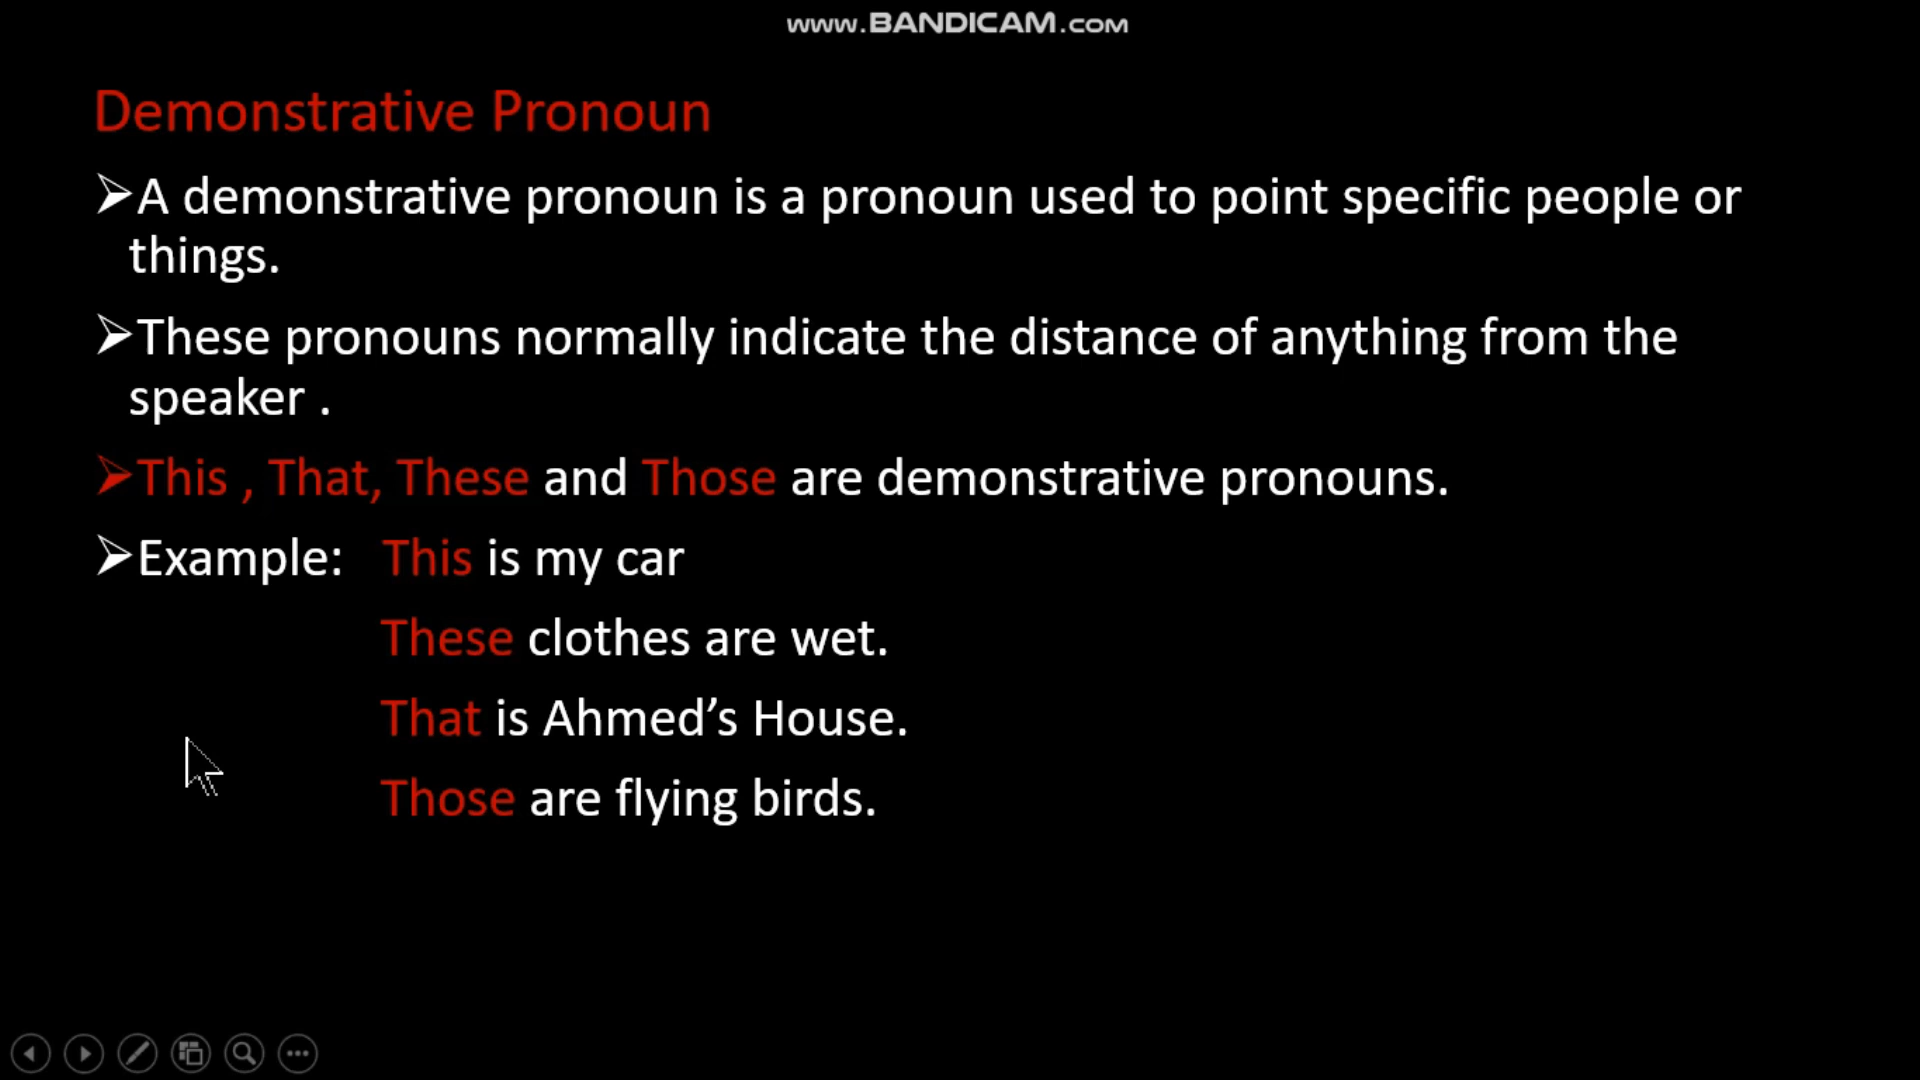 www.BANDICAM.com
Demonstrative Pronoun
➢A demonstrative pronoun is a pronoun used to point specific people or
things.
➢These pronouns normally indicate the distance of anything from the
speaker .
➢This , That, These and Those are demonstrative pronouns.
➢Example: This is my car
These clothes are wet.
That is Ahmed’s House.
Those are flying birds.